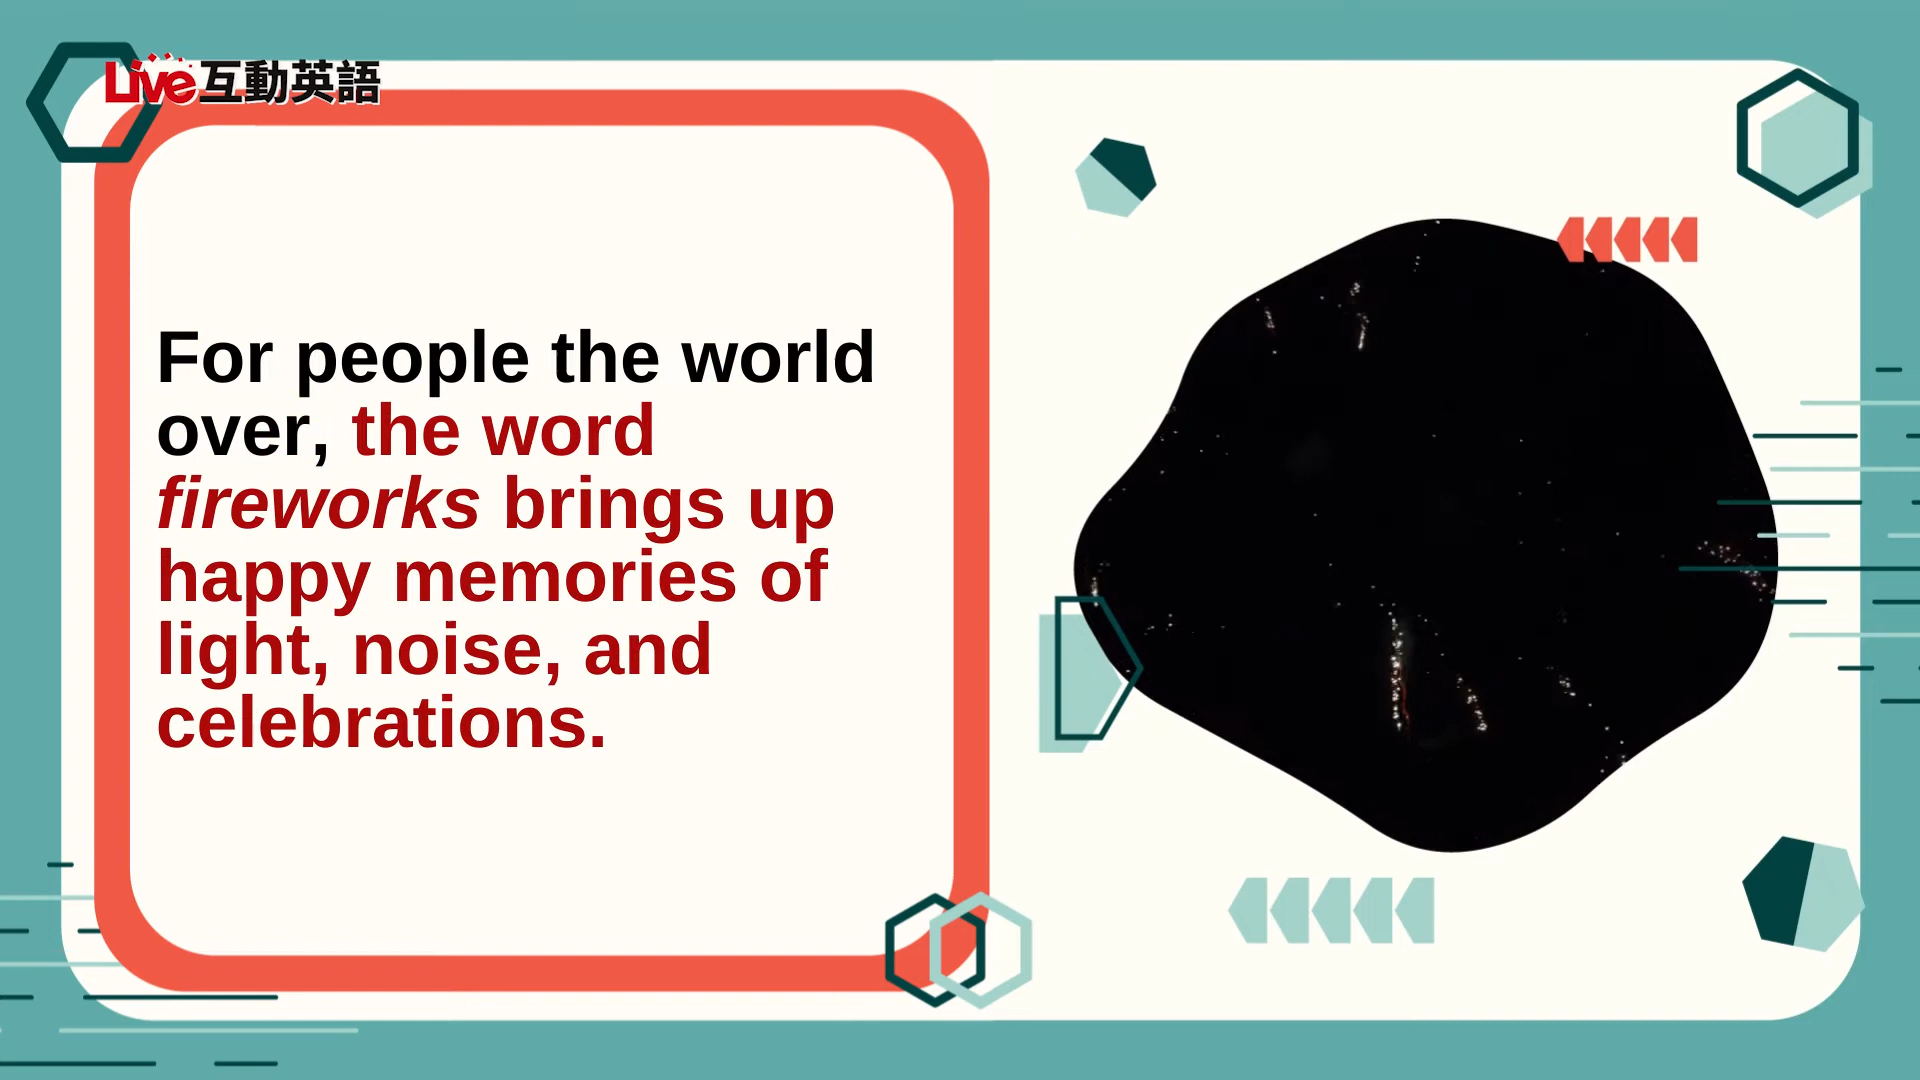 Live互動英語
For people the world
over, the word
fireworks brings up
happy memories of
light, noise, and
celebrations.